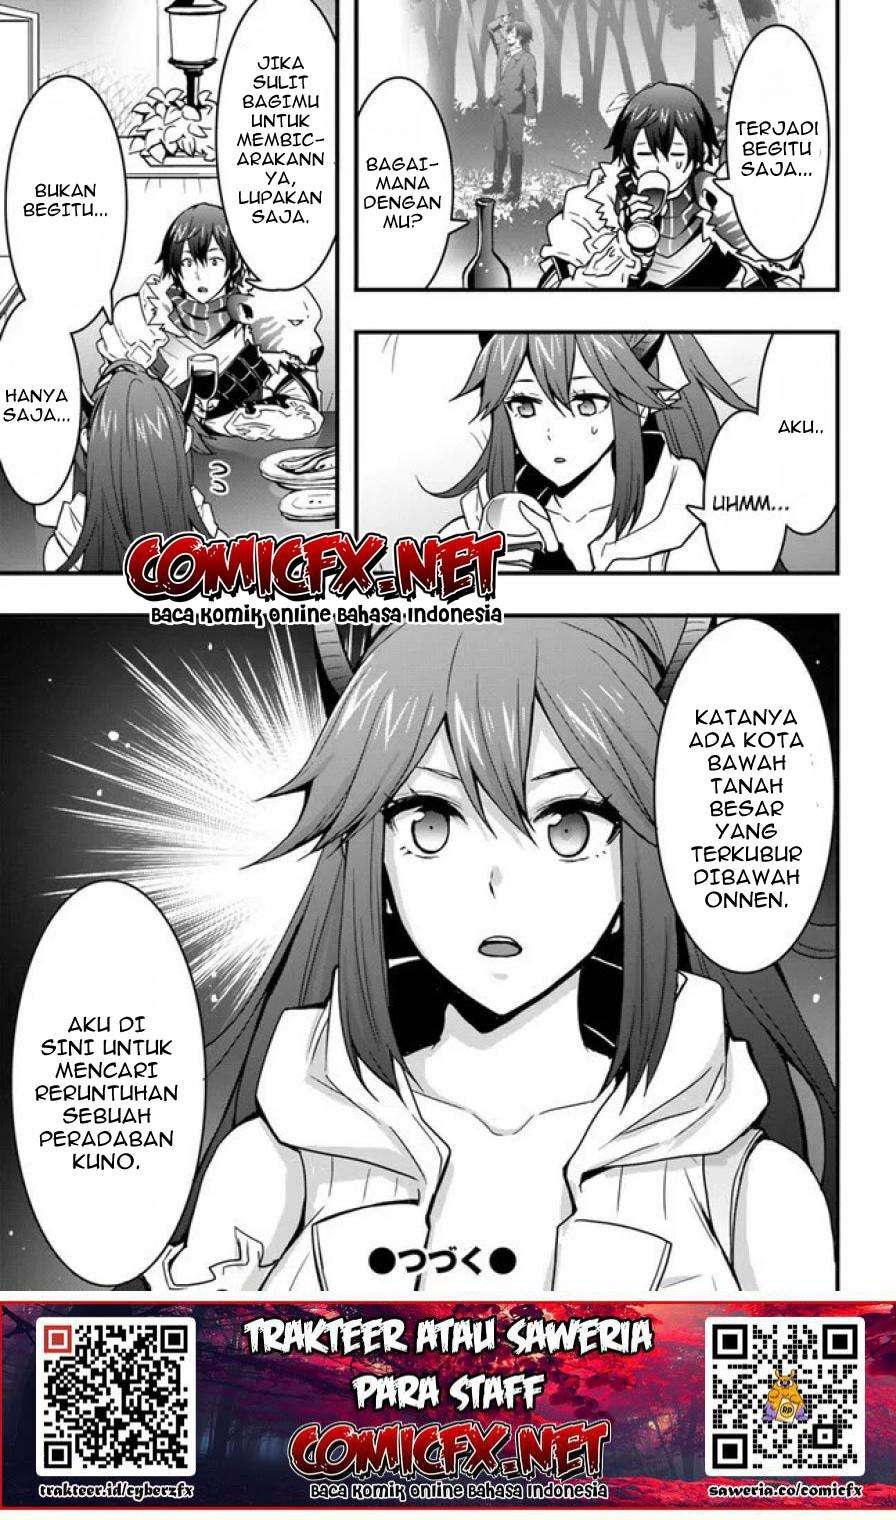 TERJADI
BEGITU
SAJA...
BAGAI-
MANA
DENGAN
MU?
JIKA
SULIT
BAGIMU
UNTUK
MEMBIC-
ARAKANN
YA,
LUPAKAN
SAJA.
BUKAN
BEGITU...
HANYA
SAJA...
AKU..
UHMM...
COMICFX.NET
Baca Komik Online Bahasa Indonesia
KATANYA
ADA KOTA
BAWAH
TANAH
BESAR
YANG
TERKUBUR
DIBAWAH
ONNEN.
AKU DI
SINI UNTUK
MENCARI
RERUNTUHAN
SEBUAH
PERADABAN
KUNO.
●つづく●
TRAKTEER ATAU SAWERIA
PARA STAFF
COMICFX.NET
Baca Komik Online Bahasa Indonesia
trakteer.id/cyberzfx
RP
saweria.co/comicfx